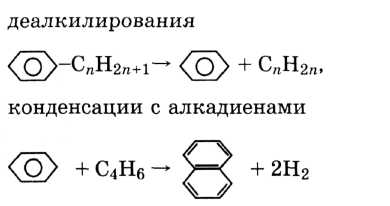 деалкилирования
–CₙH₂ₙ₊₁→ + CₙH₂ₙ,
конденсации с алкадиенами
+ C₄H₆ → + 2H₂